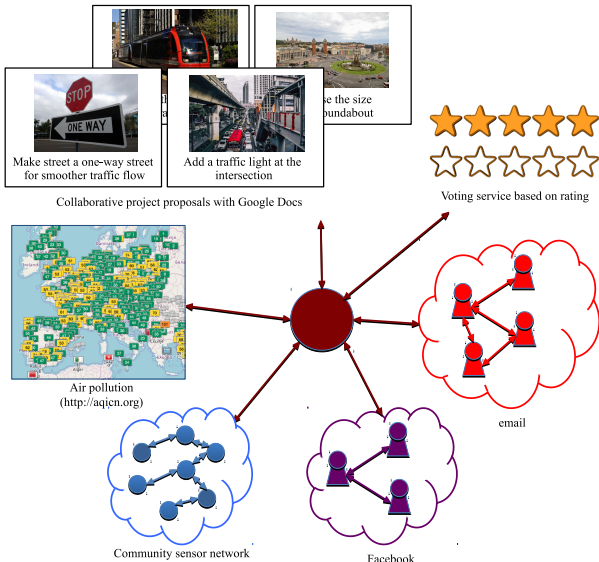 se the size
oundabout
STOP
ONE WAY
Make street a one-way street
for smoother traffic flow
Add a traffic light at the
intersection
Collaborative project proposals with Google Docs
Voting service based on rating
Air pollution
(http://aqicn.org)
email
Community sensor network
Facebook